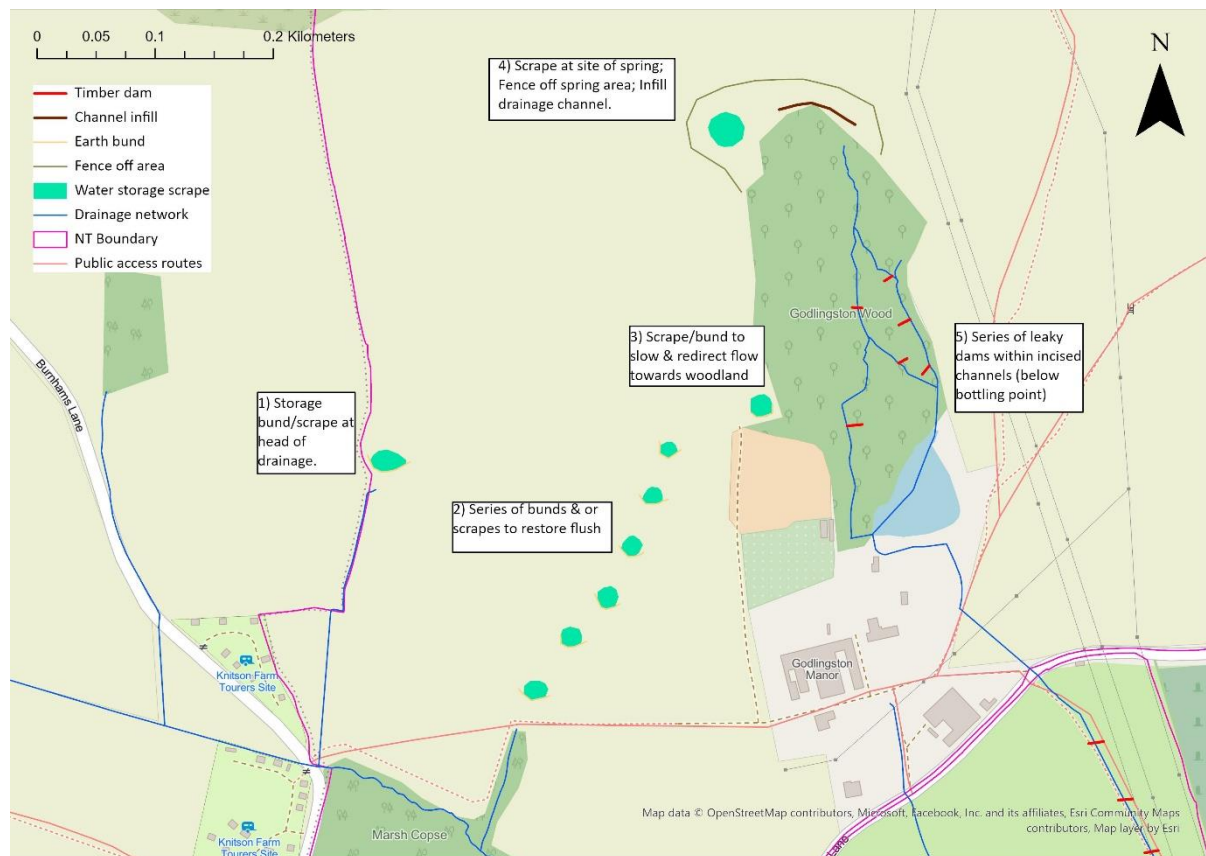 0 0.05 0.1 0.2 Kilometers
N
Timber dam
Channel infill
Earth bund
Fence off area
Water storage scrape
Drainage network
NT Boundary
Public access routes
4) Scrape at site of spring;
Fence off spring area; Infill
drainage channel.
Godlingston Wood
3) Scrape/bund to
slow & redirect flow
towards woodland
5) Series of leaky
dams within incised
channels (below
bottling point)
Burnhams Lane
1) Storage
bund/scrape at
head of
drainage.
2) Series of bunds & or
scrapes to restore flush
Knitson Farm
Tourers Site
Godlingston
Manor
Marsh Copse
Knitson Farm
Tourers Site
Lane
Map data © OpenStreetMap contributors, Microsoft, Facebook, Inc. and its affiliates, Esri Community Maps
contributors, Map layer by Esri